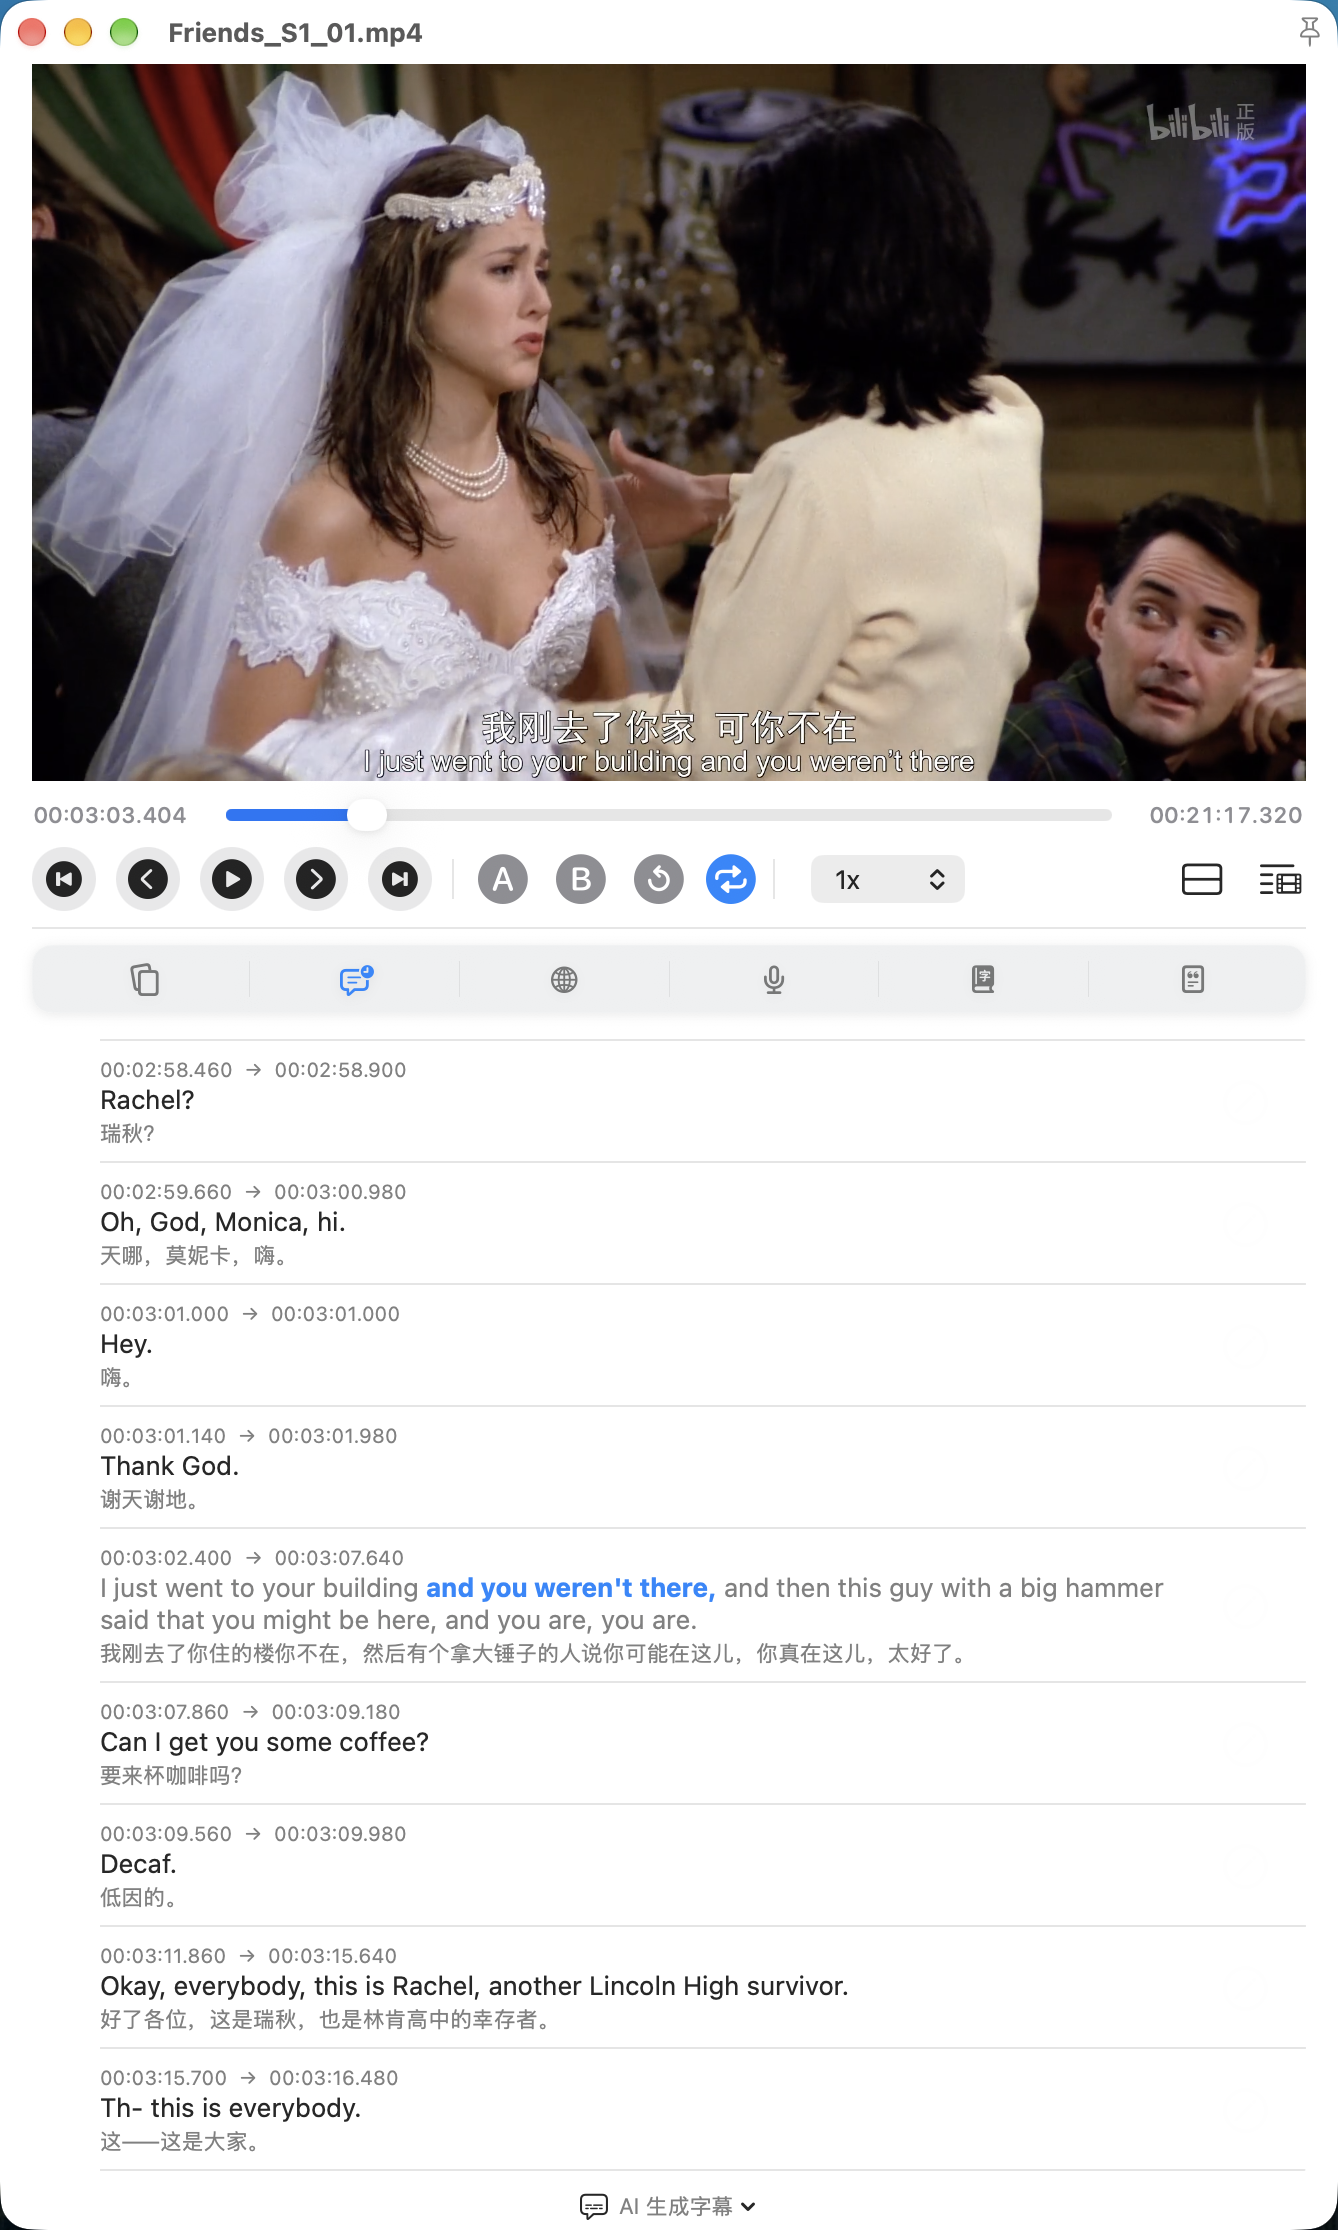 Friends_S1_01.mp4
bilibili 正版
我刚去了你家 可你不在
I just went to your building and you weren't there
00:03:03.404
00:21:17.320
A
B
1x
字
00:02:58.460 → 00:02:58.900
Rachel?
瑞秋?
00:02:59.660 → 00:03:00.980
Oh, God, Monica, hi.
天哪，莫妮卡，嗨。
00:03:01.000 → 00:03:01.000
Hey.
嗨。
00:03:01.140 → 00:03:01.980
Thank God.
谢天谢地。
00:03:02.400 → 00:03:07.640
I just went to your building and you weren't there, and then this guy with a big hammer
said that you might be here, and you are, you are.
我刚去了你住的楼你不在，然后有个拿大锤子的人说你可能在这儿，你真在这儿，太好了。
00:03:07.860 → 00:03:09.180
Can I get you some coffee?
要来杯咖啡吗?
00:03:09.560 → 00:03:09.980
Decaf.
低因的。
00:03:11.860 → 00:03:15.640
Okay, everybody, this is Rachel, another Lincoln High survivor.
好了各位，这是瑞秋，也是林肯高中的幸存者。
00:03:15.700 → 00:03:16.480
Th- this is everybody.
这——这是大家。
AI 生成字幕